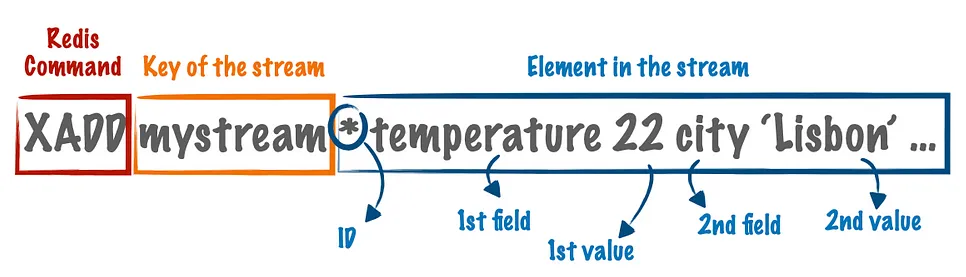 Redis
Command
Key of the stream
Element in the stream
XADD mystream * temperature 22 city ‘Lisbon’ ...
ID
1st field
1st value
2nd field
2nd value